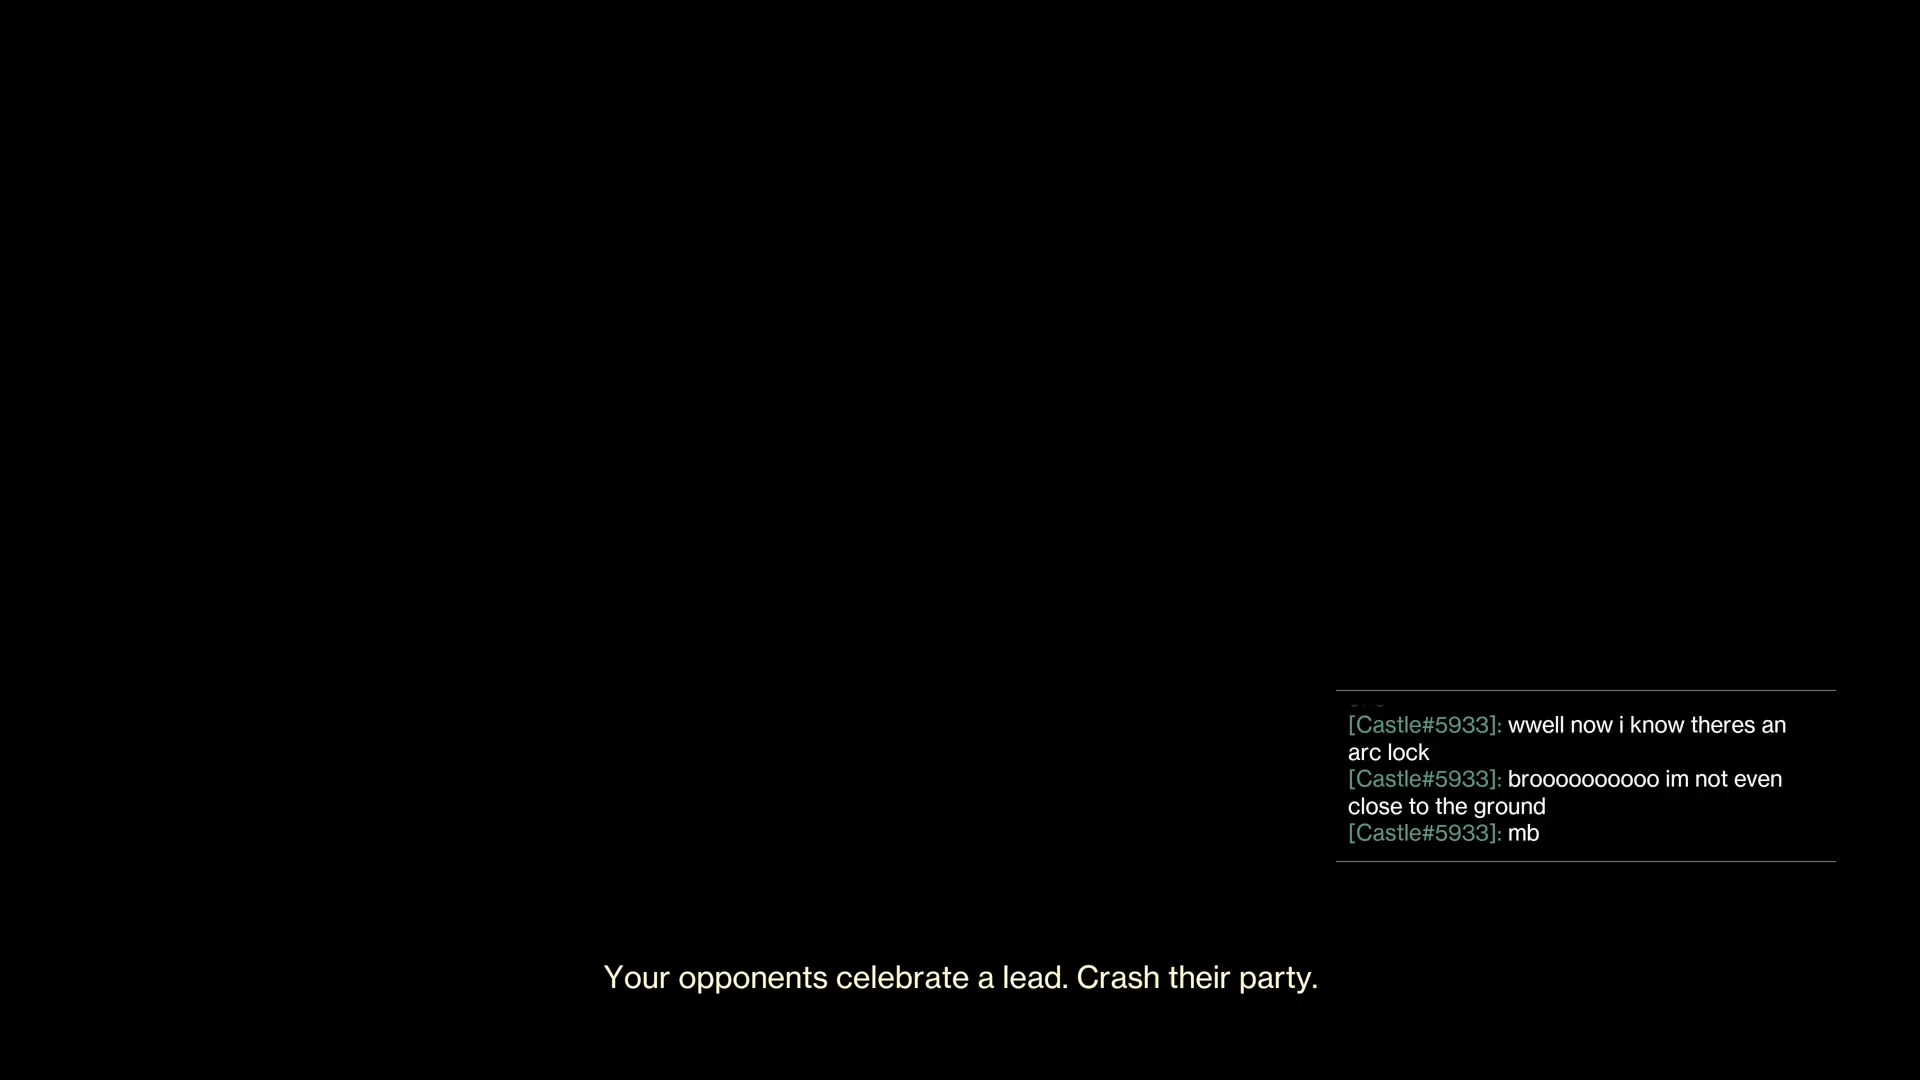 [Castle#5933]: wwell now i know theres an
arc lock
[Castle#5933]: broooooooooo im not even
close to the ground
[Castle#5933]: mb
Your opponents celebrate a lead. Crash their party.